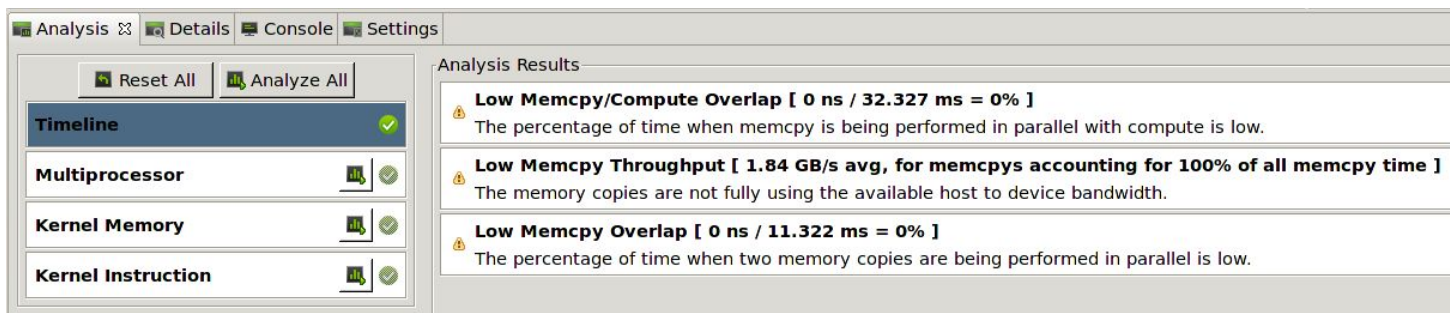 Analysis Details Console Settings
Reset All Analyze All
Timeline
Multiprocessor
Kernel Memory
Kernel Instruction
Analysis Results
Low Memcpy/Compute Overlap [ 0 ns / 32.327 ms = 0% ]
The percentage of time when memcpy is being performed in parallel with compute is low.
Low Memcpy Throughput [ 1.84 GB/s avg, for memcpys accounting for 100% of all memcpy time ]
The memory copies are not fully using the available host to device bandwidth.
Low Memcpy Overlap [ 0 ns / 11.322 ms = 0% ]
The percentage of time when two memory copies are being performed in parallel is low.